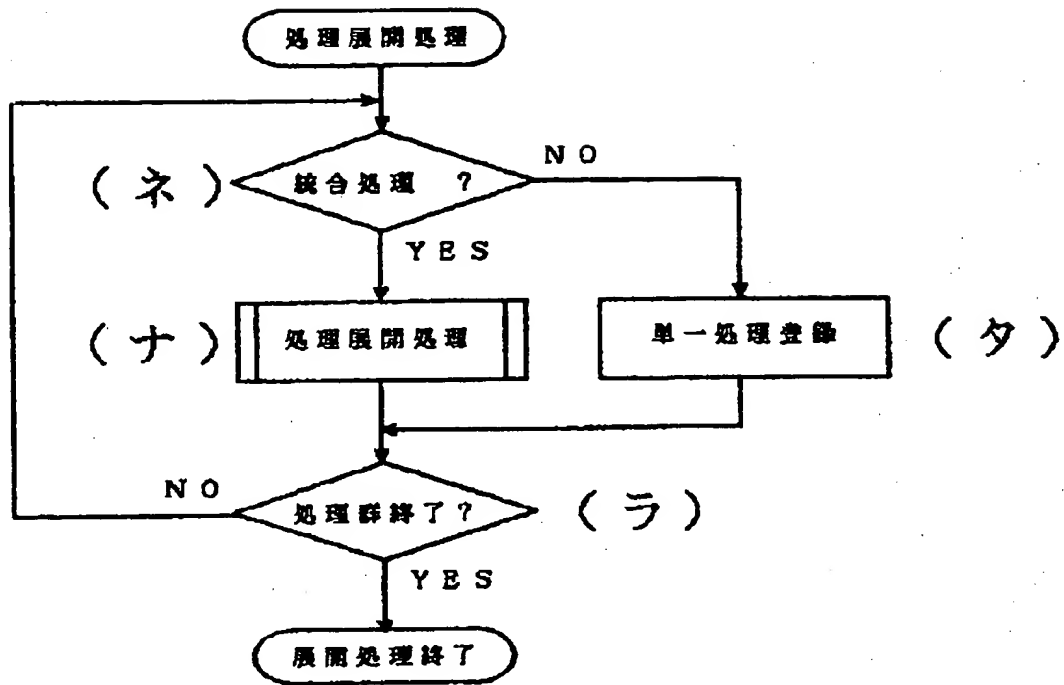 処理展開処理
NO
(ネ)
統合処理 ?
YES
(ナ)
処理展開処理
単一処理登録
(タ)
NO
処理群終了?
(ラ)
YES
展開処理終了